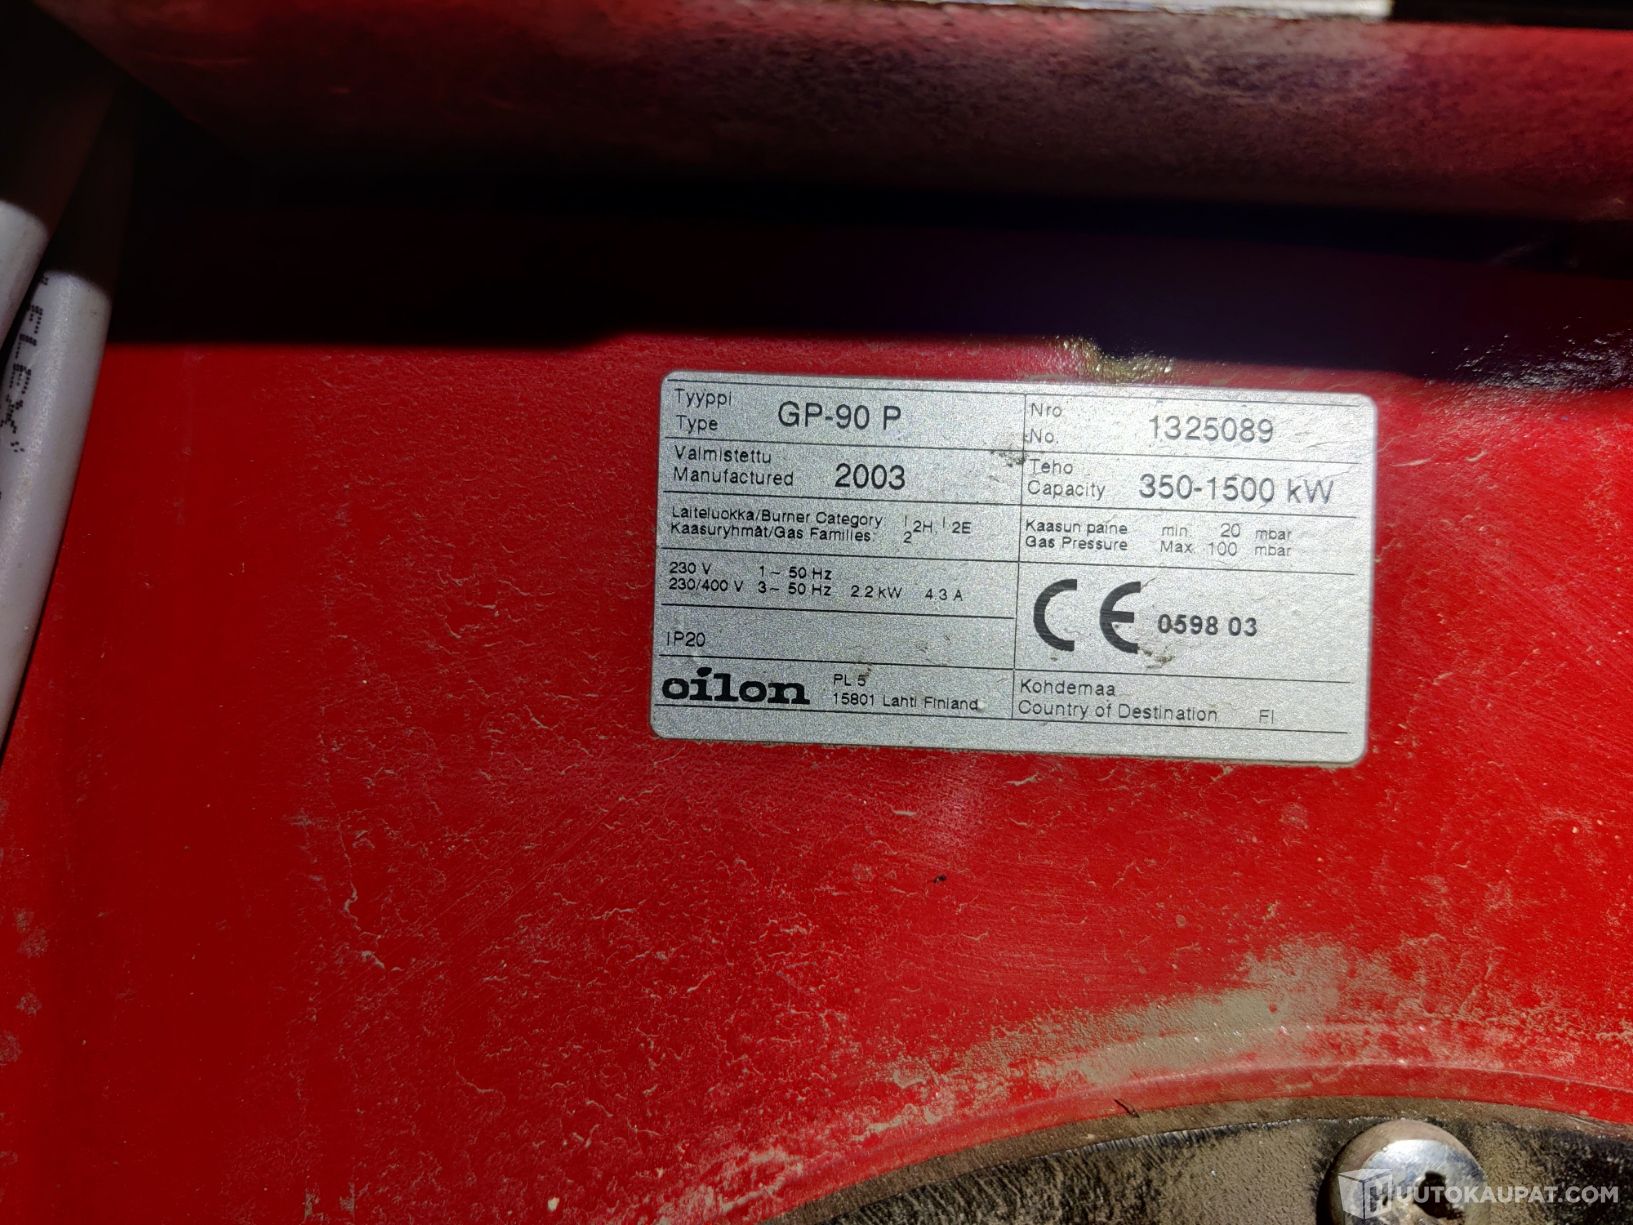 Tyyppi
Type GP-90 P
Nro
No. 1325089
Valmistettu
Manufactured 2003
Teho
Capacity 350-1500 kW
Laiteluokka/Burner Category: I 2H, I 2E
Kaasuryhmät/Gas Families: 2
Kaasun paine min. 20 mbar
Gas Pressure Max. 100 mbar
230 V 1~ 50 Hz
230/400 V 3~ 50 Hz 2.2 kW 4.3 A
CE 0598 03
IP20
oilon
PL 5
15801 Lahti Finland
Kohdemaa
Country of Destination FI
HUUTOKAUPAT.COM